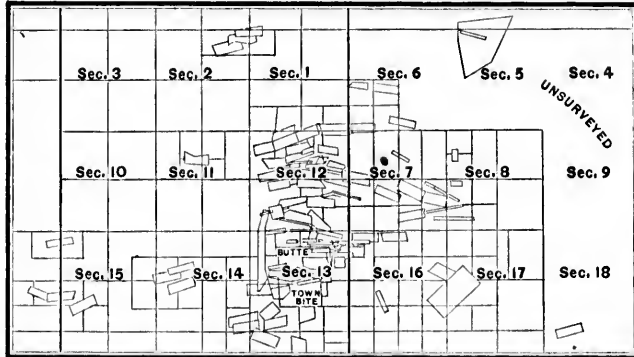 Sec. 3 Sec. 2 Sec. 1 Sec. 6 Sec. 5 Sec. 4
UNSURVEYED
Sec. 10 Sec. 11 Sec. 12 Sec. 7 Sec. 8 Sec. 9
BUTTE
Sec. 15 Sec. 14 Sec. 13 Sec. 16 Sec. 17 Sec. 18
TOWN
BITE